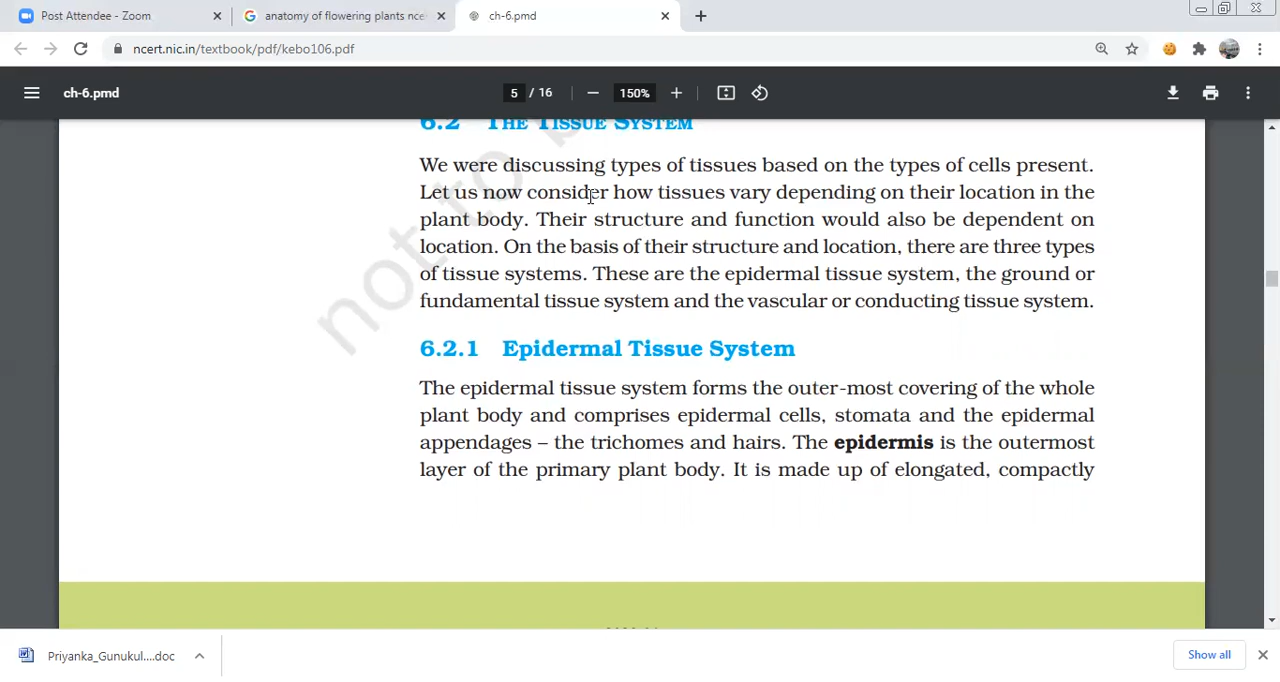 Post Attendee - Zoom
anatomy of flowering plants nce
ch-6.pmd
ncert.nic.in/textbook/pdf/kebo106.pdf
ch-6.pmd
5 / 16
150%
6.2 THE TISSUE SYSTEM
We were discussing types of tissues based on the types of cells present.
Let us now consider how tissues vary depending on their location in the
plant body. Their structure and function would also be dependent on
location. On the basis of their structure and location, there are three types
of tissue systems. These are the epidermal tissue system, the ground or
fundamental tissue system and the vascular or conducting tissue system.
6.2.1 Epidermal Tissue System
The epidermal tissue system forms the outer-most covering of the whole
plant body and comprises epidermal cells, stomata and the epidermal
appendages – the trichomes and hairs. The epidermis is the outermost
layer of the primary plant body. It is made up of elongated, compactly
not to b
Priyanka_Gunukul....doc
Show all